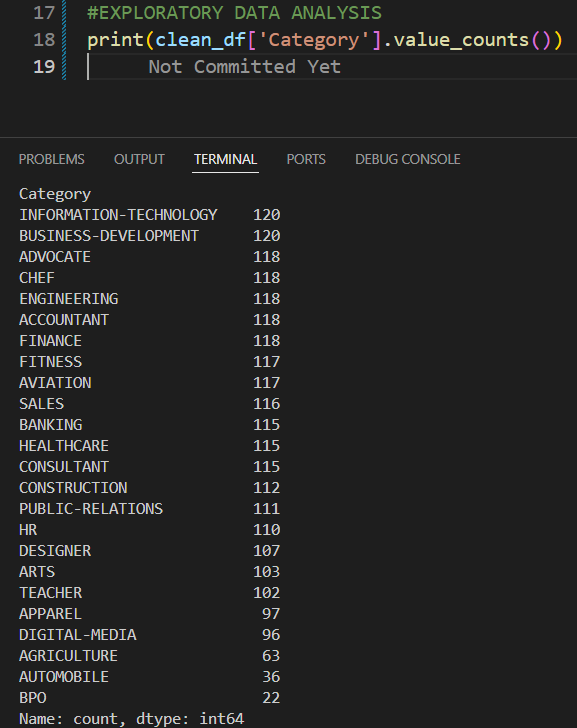 17 #EXPLORATORY DATA ANALYSIS
18 print(clean_df['Category'].value_counts())
19 Not Committed Yet
PROBLEMS OUTPUT TERMINAL PORTS DEBUG CONSOLE
Category
INFORMATION-TECHNOLOGY 120
BUSINESS-DEVELOPMENT 120
ADVOCATE 118
CHEF 118
ENGINEERING 118
ACCOUNTANT 118
FINANCE 118
FITNESS 117
AVIATION 117
SALES 116
BANKING 115
HEALTHCARE 115
CONSULTANT 115
CONSTRUCTION 112
PUBLIC-RELATIONS 111
HR 110
DESIGNER 107
ARTS 103
TEACHER 102
APPAREL 97
DIGITAL-MEDIA 96
AGRICULTURE 63
AUTOMOBILE 36
BPO 22
Name: count, dtype: int64